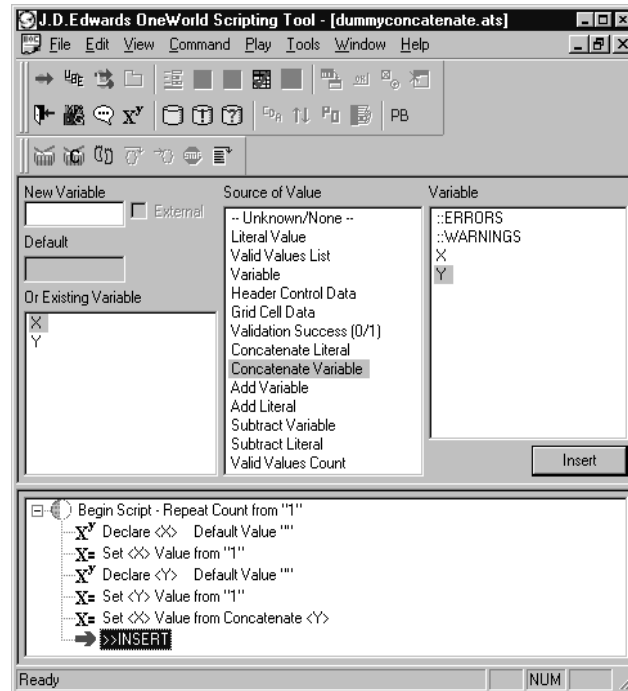 J.D.Edwards OneWorld Scripting Tool - [dummyconcatenate.ats]
File Edit View Command Play Tools Window Help
UBE
PB
New Variable
External
Default
Or Existing Variable
X
Y
Source of Value
-- Unknown/None --
Literal Value
Valid Values List
Variable
Header Control Data
Grid Cell Data
Validation Success (0/1)
Concatenate Literal
Concatenate Variable
Add Variable
Add Literal
Subtract Variable
Subtract Literal
Valid Values Count
Variable
::ERRORS
::WARNINGS
X
Y
Insert
Begin Script - Repeat Count from "1"
Declare <X> Default Value ""
X= Set <X> Value from "1"
Declare <Y> Default Value ""
X= Set <Y> Value from "1"
X= Set <X> Value from Concatenate <Y>
>>INSERT
Ready NUM